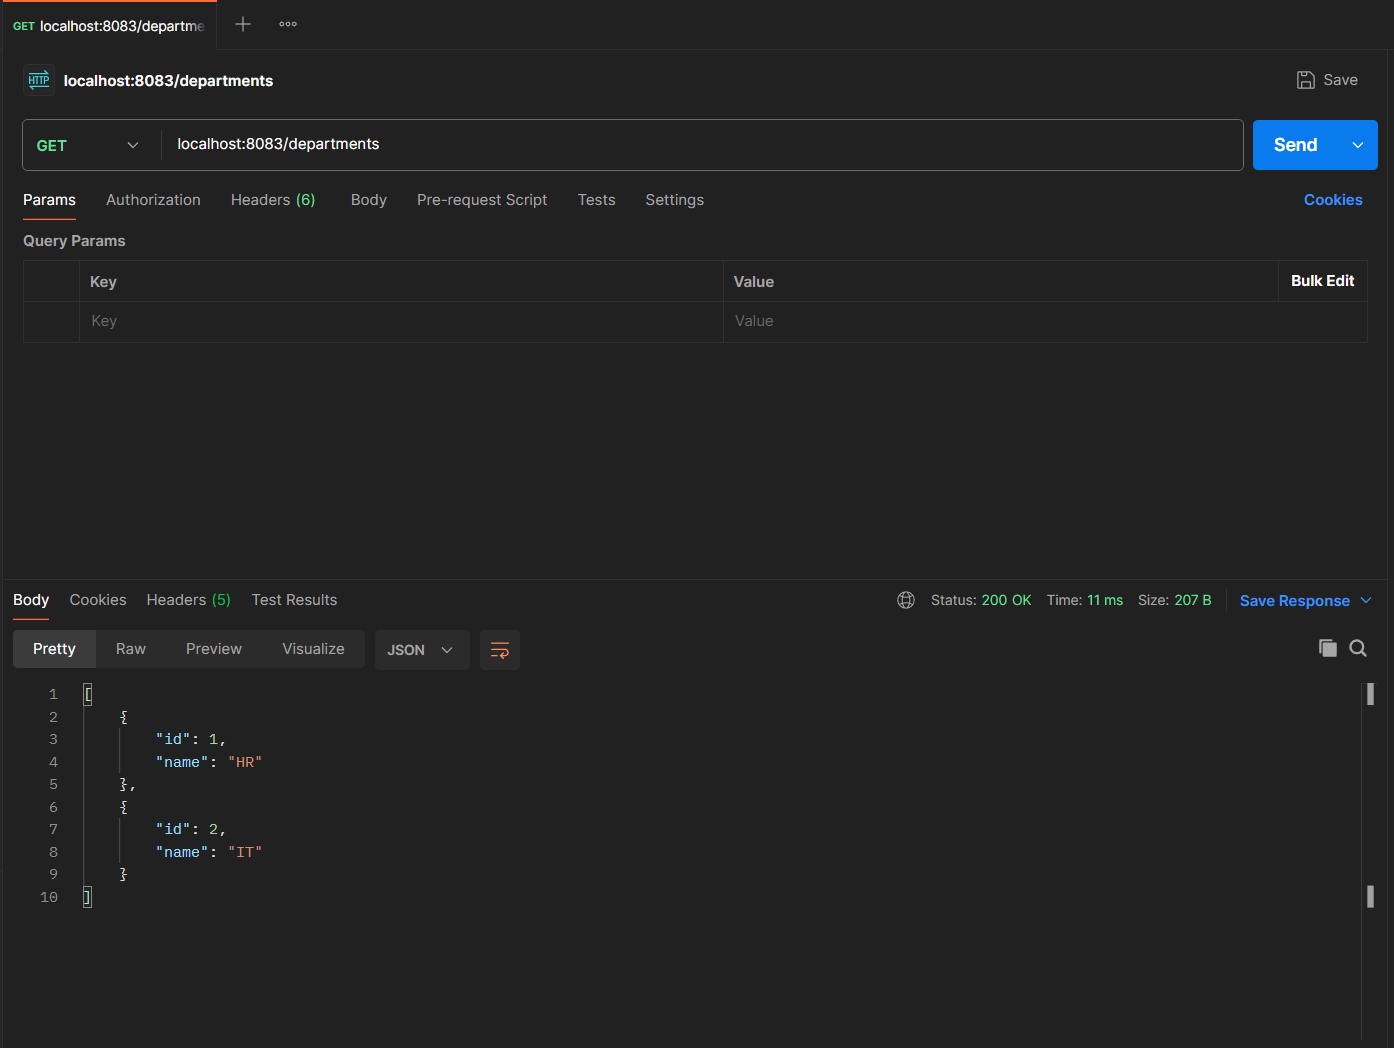 GET localhost:8083/departme
HTTP localhost:8083/departments Save
GET localhost:8083/departments Send
Params Authorization Headers (6) Body Pre-request Script Tests Settings Cookies
Query Params
Key Value Bulk Edit
Key Value
Body Cookies Headers (5) Test Results Status: 200 OK Time: 11 ms Size: 207 B Save Response
Pretty Raw Preview Visualize JSON
1 [
2 {
3 "id": 1,
4 "name": "HR"
5 },
6 {
7 "id": 2,
8 "name": "IT"
9 }
10 ]